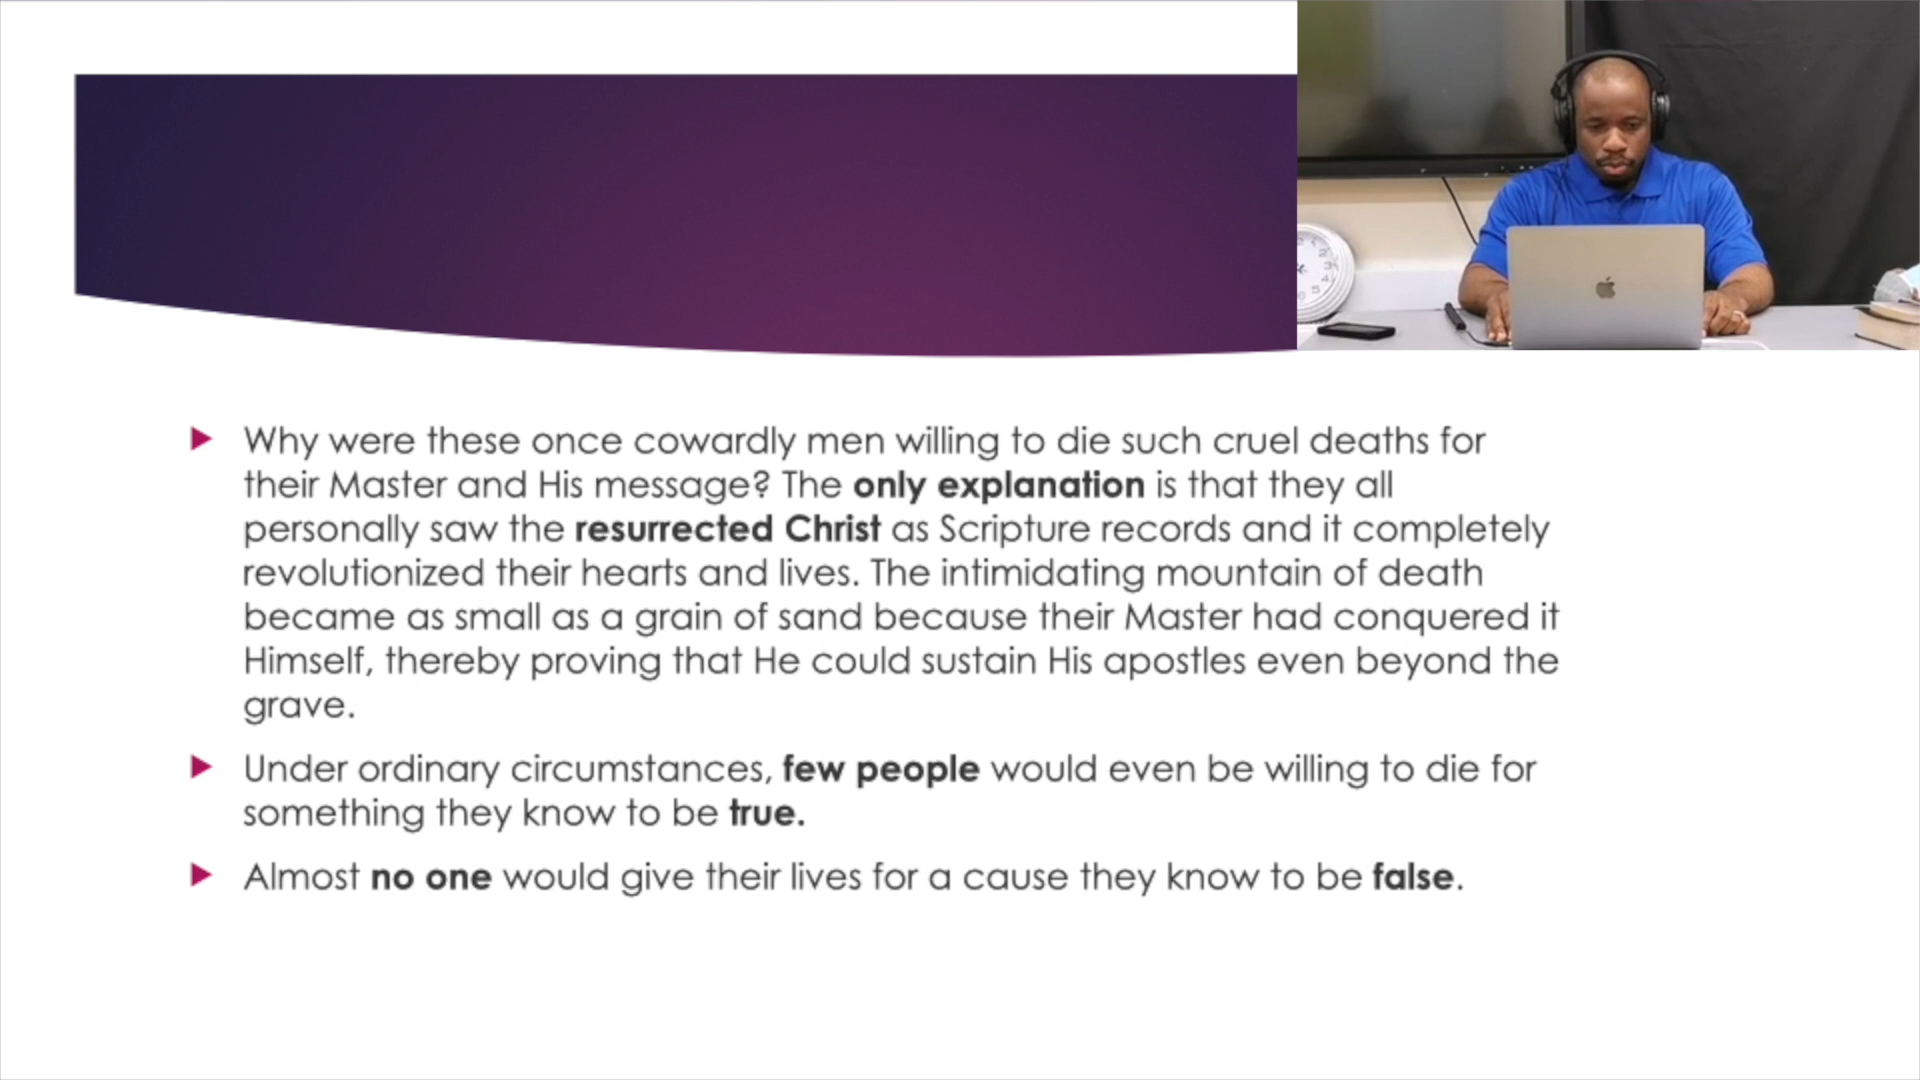 Why were these once cowardly men willing to die such cruel deaths for
their Master and His message? The only explanation is that they all
personally saw the resurrected Christ as Scripture records and it completely
revolutionized their hearts and lives. The intimidating mountain of death
became as small as a grain of sand because their Master had conquered it
Himself, thereby proving that He could sustain His apostles even beyond the
grave.
Under ordinary circumstances, few people would even be willing to die for
something they know to be true.
Almost no one would give their lives for a cause they know to be false.